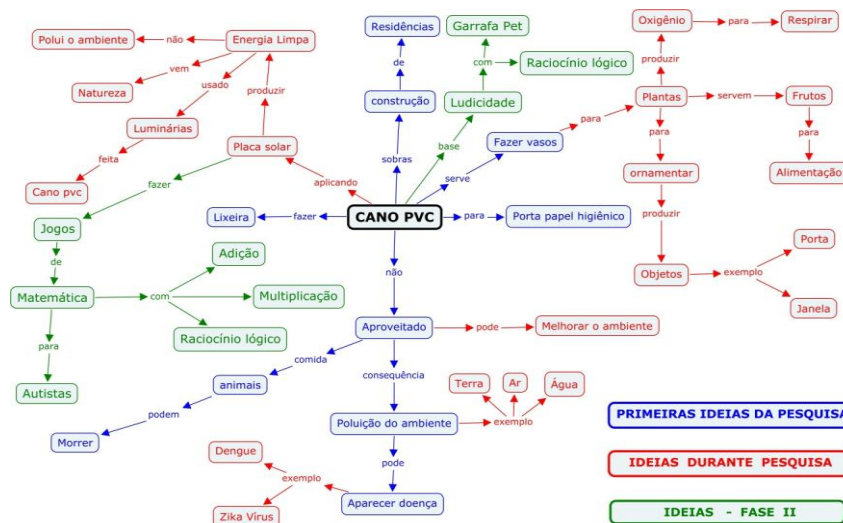 Polui o ambiente
não
Energia Limpa
Residências
Garrafa Pet
Oxigênio
para
Respirar
vem
usado
de
com
Raciocínio lógico
produzir
Natureza
produzir
construção
Ludicidade
Plantas
servem
Frutos
Luminárias
Fazer vasos
para
para
para
feita
Placa solar
sobras
base
serve
Cano pvc
fazer
aplicando
ornamentar
Alimentação
Lixeira
fazer
CANO PVC
para
Porta papel higiênico
produzir
Jogos
Porta
de
Adição
não
Objetos
exemplo
Matemática
com
Multiplicação
Janela
Raciocínio lógico
Aproveitado
pode
Melhorar o ambiente
para
comida
consequência
Autistas
animais
Terra
Ar
Água
podem
Poluição do ambiente
exemplo
PRIMEIRAS IDEIAS DA PESQUISA
Morrer
Dengue
pode
exemplo
IDEIAS DURANTE PESQUISA
Aparecer doença
Zika Vírus
IDEIAS - FASE II